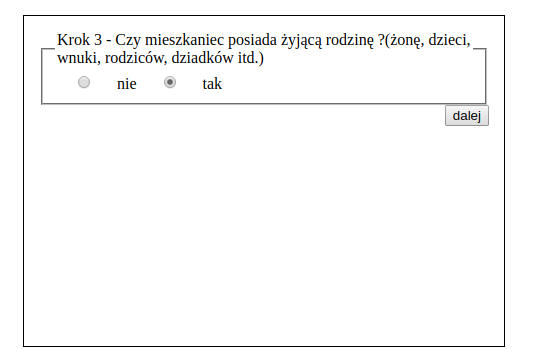 Krok 3 - Czy mieszkaniec posiada żyjącą rodzinę ?(żonę, dzieci,
wnuki, rodziców, dziadków itd.)
nie tak
dalej